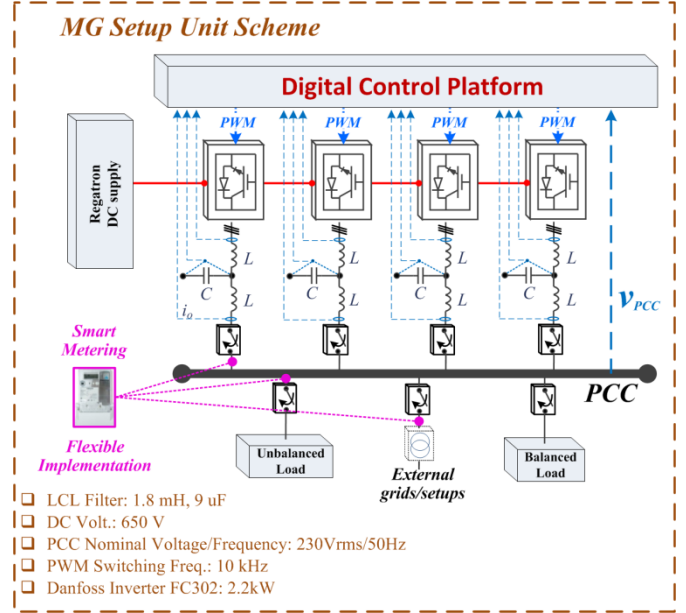 MG Setup Unit Scheme
Digital Control Platform
PWM PWM PWM PWM
Regatron
DC supply
L L L L
C C C C
L L L L
i_o
v_PCC
Smart
Metering
PCC
Flexible
Implementation
Unbalanced
Load
External
grids/setups
Balanced
Load
❑ LCL Filter: 1.8 mH, 9 uF
❑ DC Volt.: 650 V
❑ PCC Nominal Voltage/Frequency: 230Vrms/50Hz
❑ PWM Switching Freq.: 10 kHz
❑ Danfoss Inverter FC302: 2.2kW